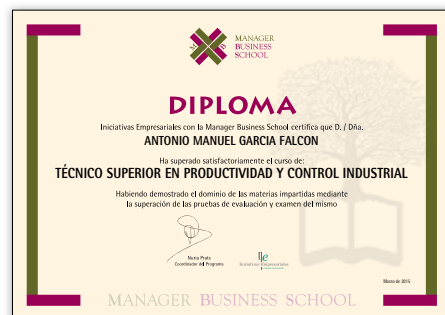 M B
MANAGER
BUSINESS
SCHOOL
DIPLOMA
Iniciativas Empresariales con la Manager Business School certifica que D. / Dña.
ANTONIO MANUEL GARCIA FALCON
Ha superado satisfactoriamente el curso de:
TÉCNICO SUPERIOR EN PRODUCTIVIDAD Y CONTROL INDUSTRIAL
Habiendo demostrado el dominio de las materias impartidas mediante
la superación de las pruebas de evaluación y examen del mismo
Nuria Prats
Coordinador del Programa
Iniciativas Empresariales
Marzo de 2015
MANAGER BUSINESS SCHOOL